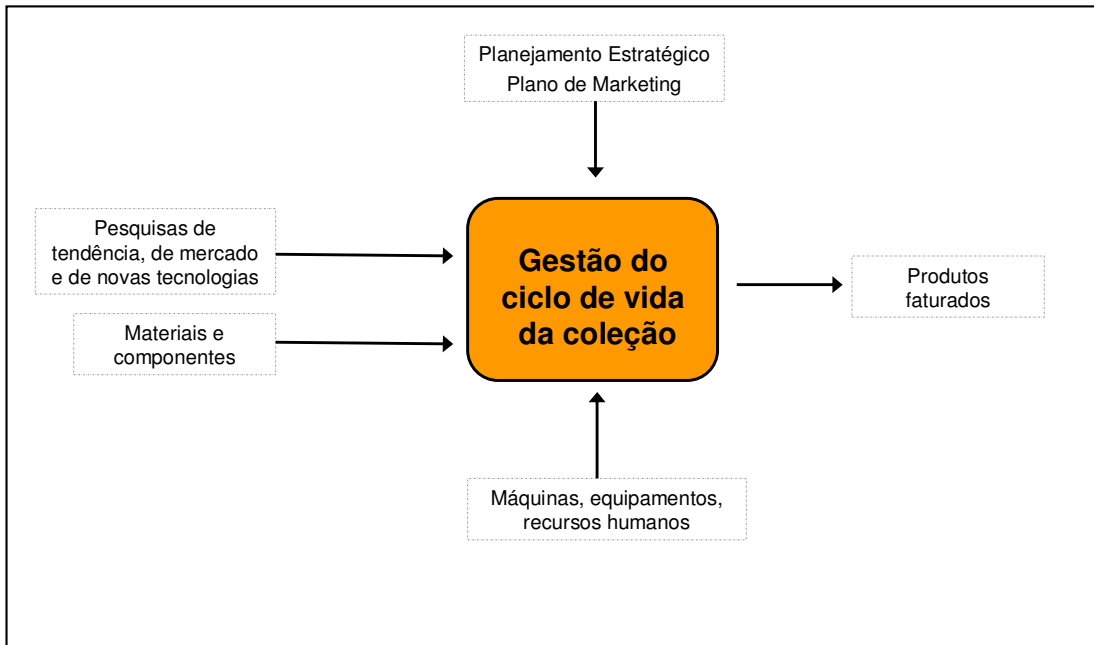 Planejamento Estratégico
Plano de Marketing
Pesquisas de
tendência, de mercado
e de novas tecnologias
Materiais e
componentes
Gestão do
ciclo de vida
da coleção
Produtos
faturados
Máquinas, equipamentos,
recursos humanos